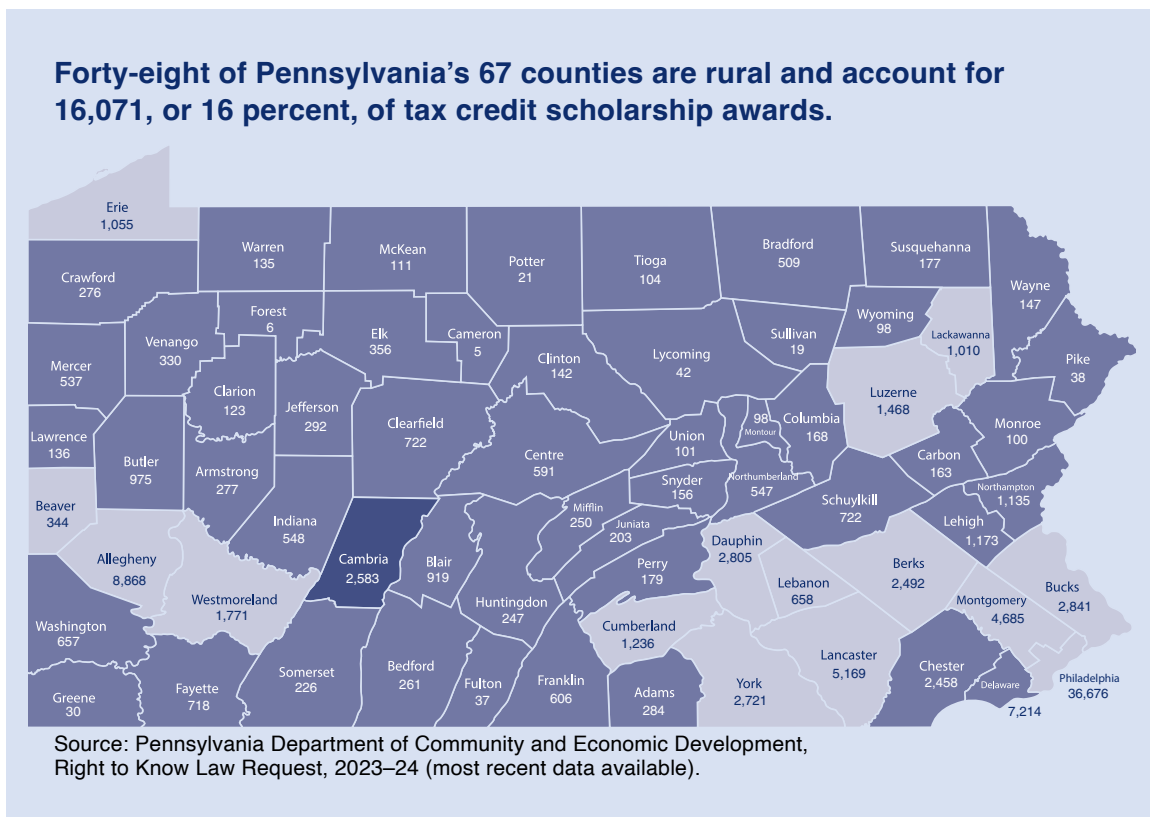 Forty-eight of Pennsylvania's 67 counties are rural and account for
16,071, or 16 percent, of tax credit scholarship awards.
Erie
1,055
Warren
135
McKean
111
Potter
21
Tioga
104
Bradford
509
Susquehanna
177
Wayne
147
Crawford
276
Forest
6
Elk
356
Cameron
5
Venango
330
Clinton
142
Lycoming
42
Sullivan
19
Wyoming
98
Lackawanna
1,010
Pike
38
Mercer
537
Clarion
123
Jefferson
292
Clearfield
722
Luzerne
1,468
Monroe
100
Lawrence
136
Butler
975
Armstrong
277
Centre
591
Union
101
98
Montour
Columbia
168
Carbon
163
Snyder
156
Northumberland
547
Schuylkill
722
Northampton
1,135
Lehigh
1,173
Beaver
344
Indiana
548
Mifflin
250
Juniata
203
Allegheny
8,868
Cambria
2,583
Blair
919
Perry
179
Dauphin
2,805
Lebanon
658
Berks
2,492
Bucks
2,841
Montgomery
4,685
Westmoreland
1,771
Huntingdon
247
Cumberland
1,236
Washington
657
Somerset
226
Bedford
261
Fulton
37
Franklin
606
Adams
284
York
2,721
Lancaster
5,169
Chester
2,458
Delaware
7,214
Philadelphia
36,676
Greene
30
Fayette
718
Source: Pennsylvania Department of Community and Economic Development,
Right to Know Law Request, 2023–24 (most recent data available).